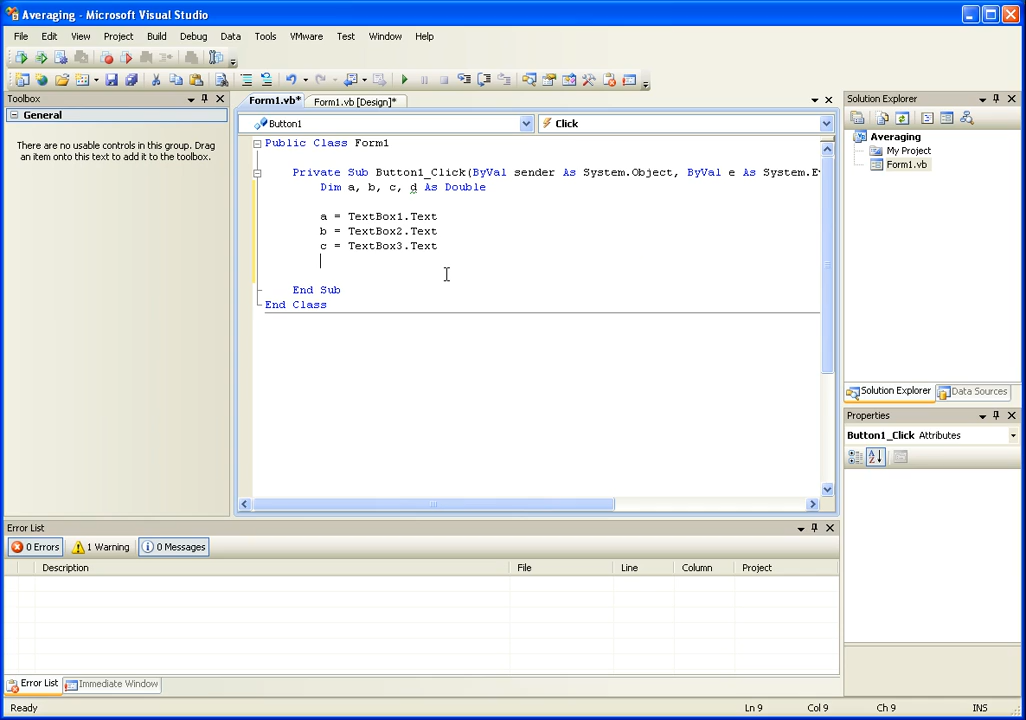 Averaging - Microsoft Visual Studio
File Edit View Project Build Debug Data Tools VMware Test Window Help
Toolbox
General
There are no usable controls in this group. Drag
an item onto this text to add it to the toolbox.
Form1.vb* Form1.vb [Design]*
Button1 Click
Public Class Form1
Private Sub Button1_Click(ByVal sender As System.Object, ByVal e As System.E
Dim a, b, c, d As Double
a = TextBox1.Text
b = TextBox2.Text
c = TextBox3.Text
End Sub
End Class
Solution Explorer
Averaging
My Project
Form1.vb
Solution Explorer Data Sources
Properties
Button1_Click Attributes
Error List
0 Errors 1 Warning 0 Messages
Description File Line Column Project
Error List Immediate Window
Ready Ln 9 Col 9 Ch 9 INS